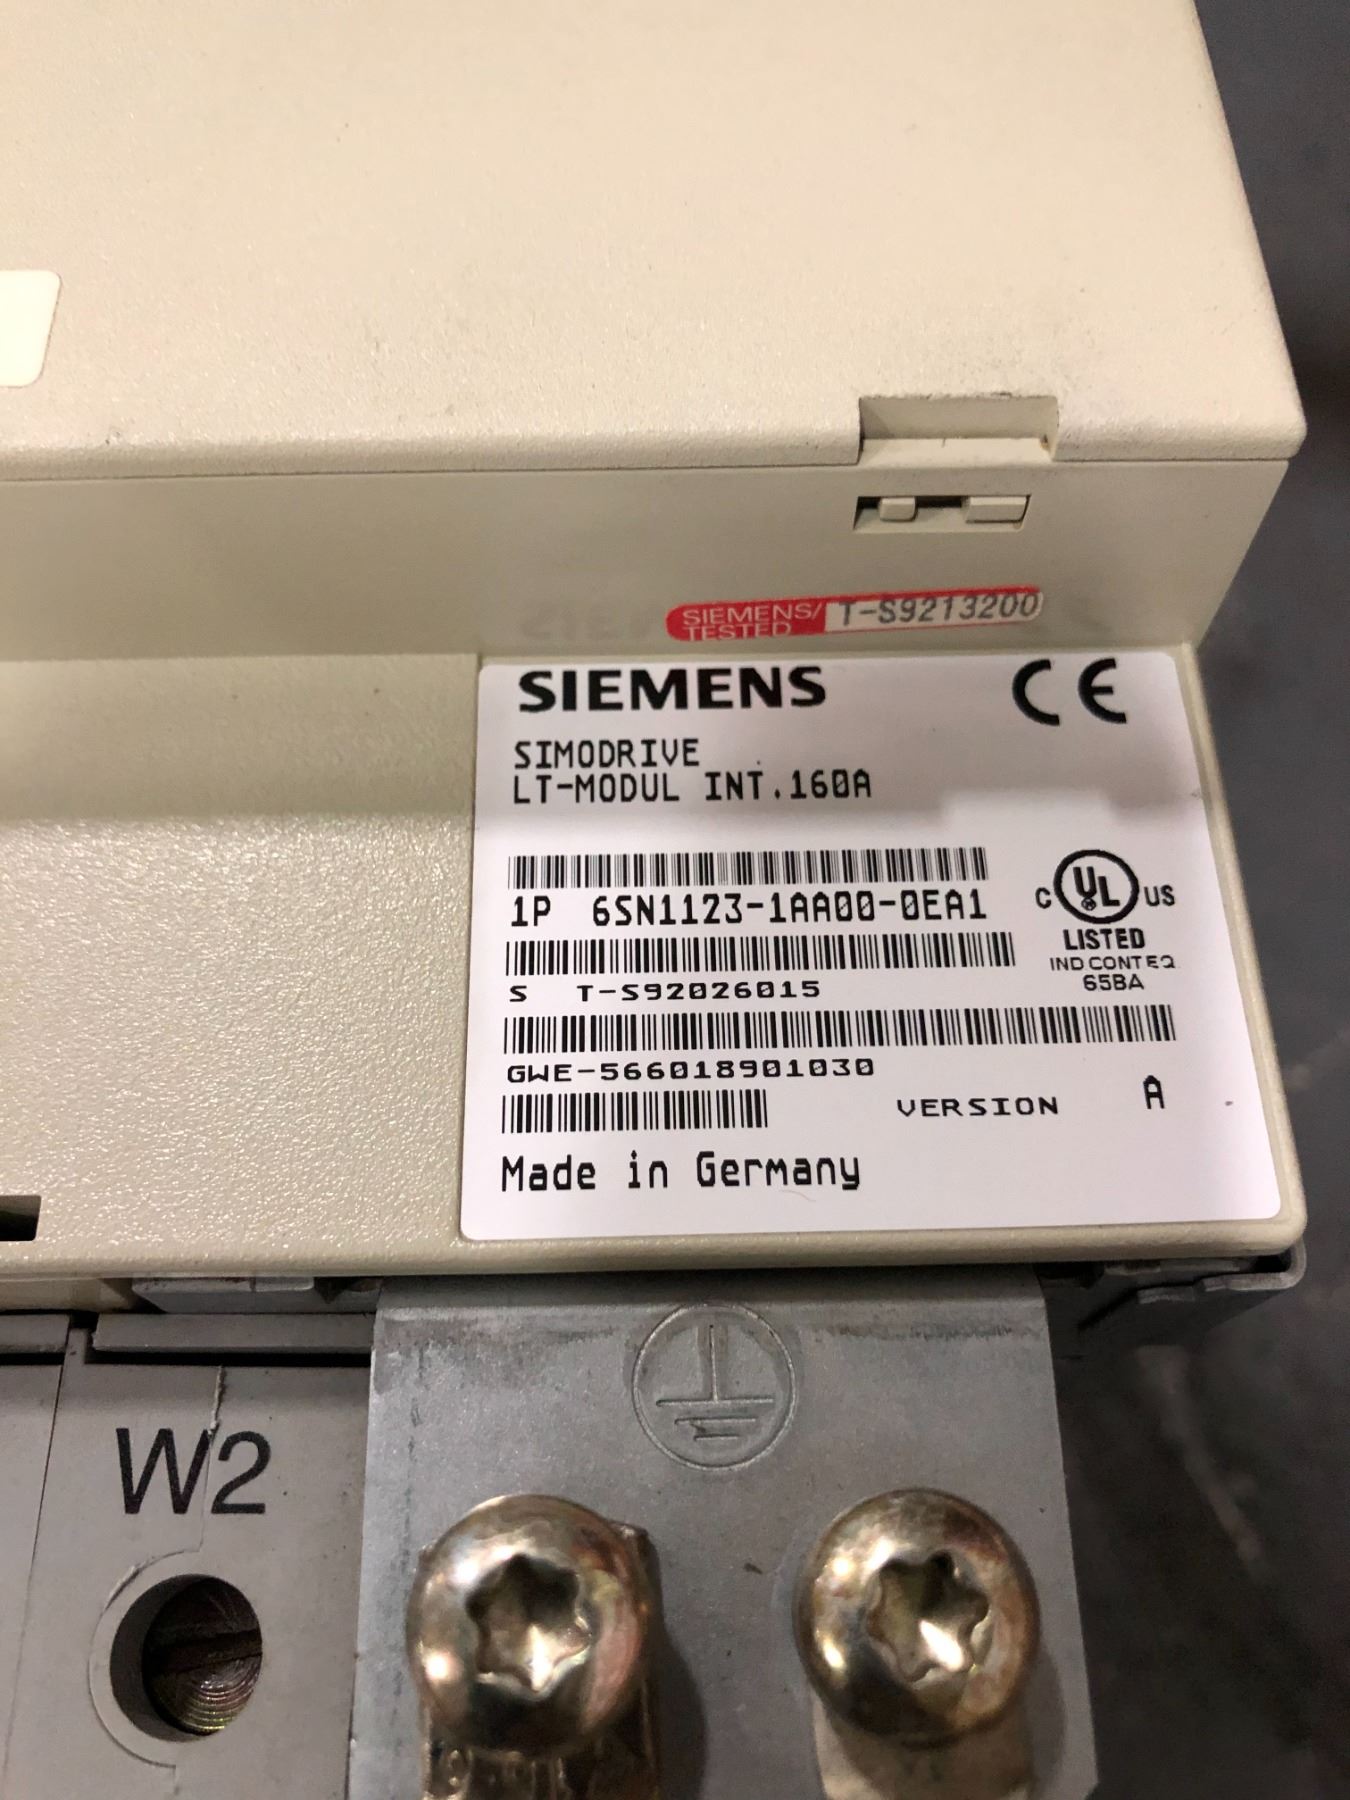 SIEMENS/ T-S9213200
TESTED
SIEMENS CE
SIMODRIVE
LT-MODUL INT.160A
1P 6SN1123-1AA00-0EA1
C UL US
LISTED
IND CONT EQ
65BA
S T-S92026015
GWE-566018901030
VERSION A
Made in Germany
W2